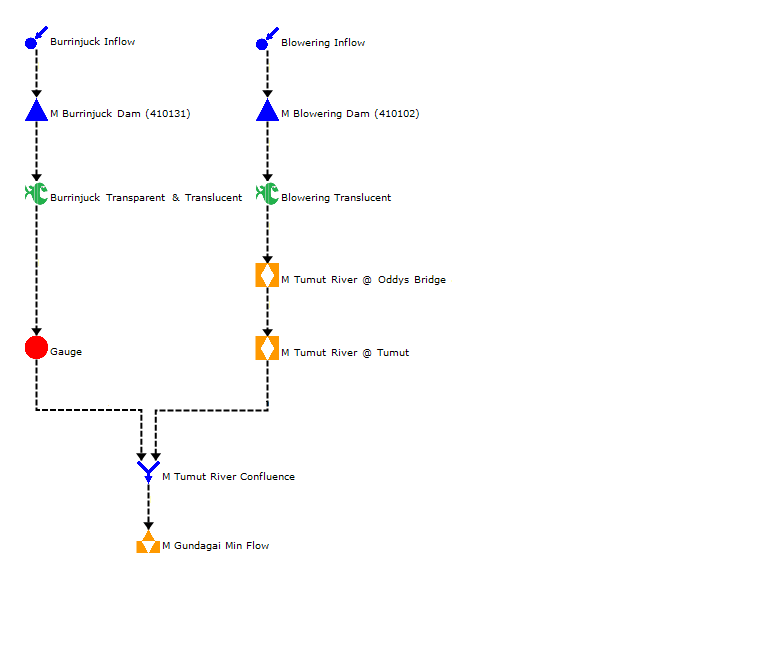 Burrinjuck Inflow
Blowering Inflow
M Burrinjuck Dam (410131)
M Blowering Dam (410102)
Burrinjuck Transparent & Translucent
Blowering Translucent
M Tumut River @ Oddys Bridge
Gauge
M Tumut River @ Tumut
M Tumut River Confluence
M Gundagai Min Flow